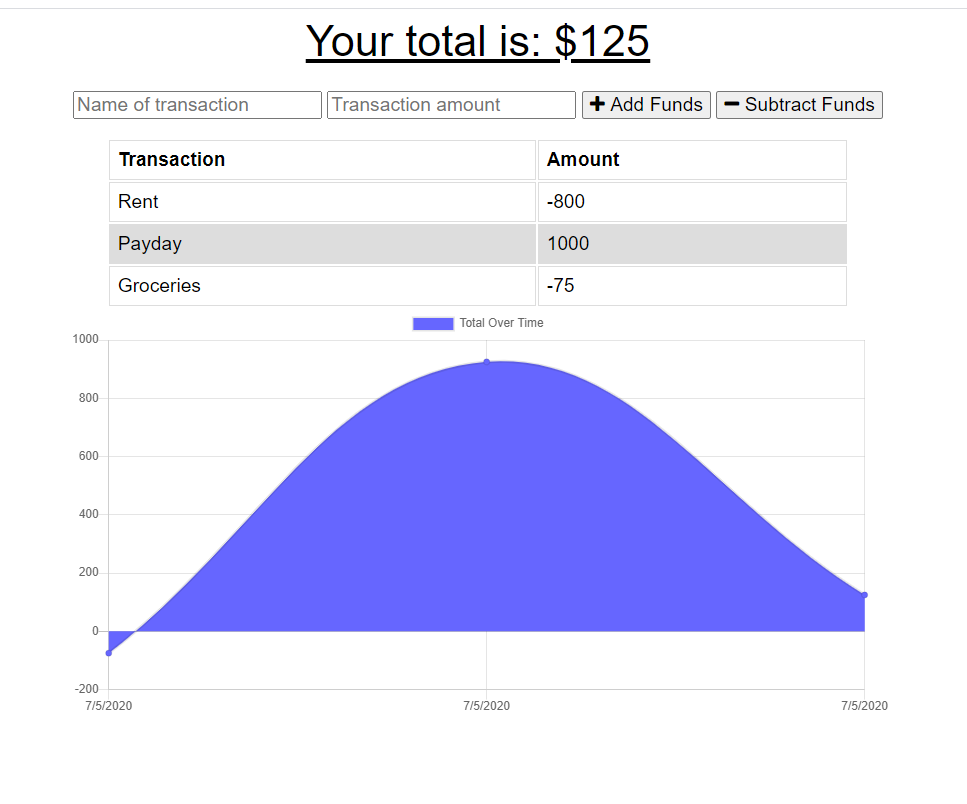 Your total is: $125
Name of transaction Transaction amount Add Funds Subtract Funds
Transaction Amount
Rent -800
Payday 1000
Groceries -75
Total Over Time
1000
800
600
400
200
0
-200
7/5/2020 7/5/2020 7/5/2020